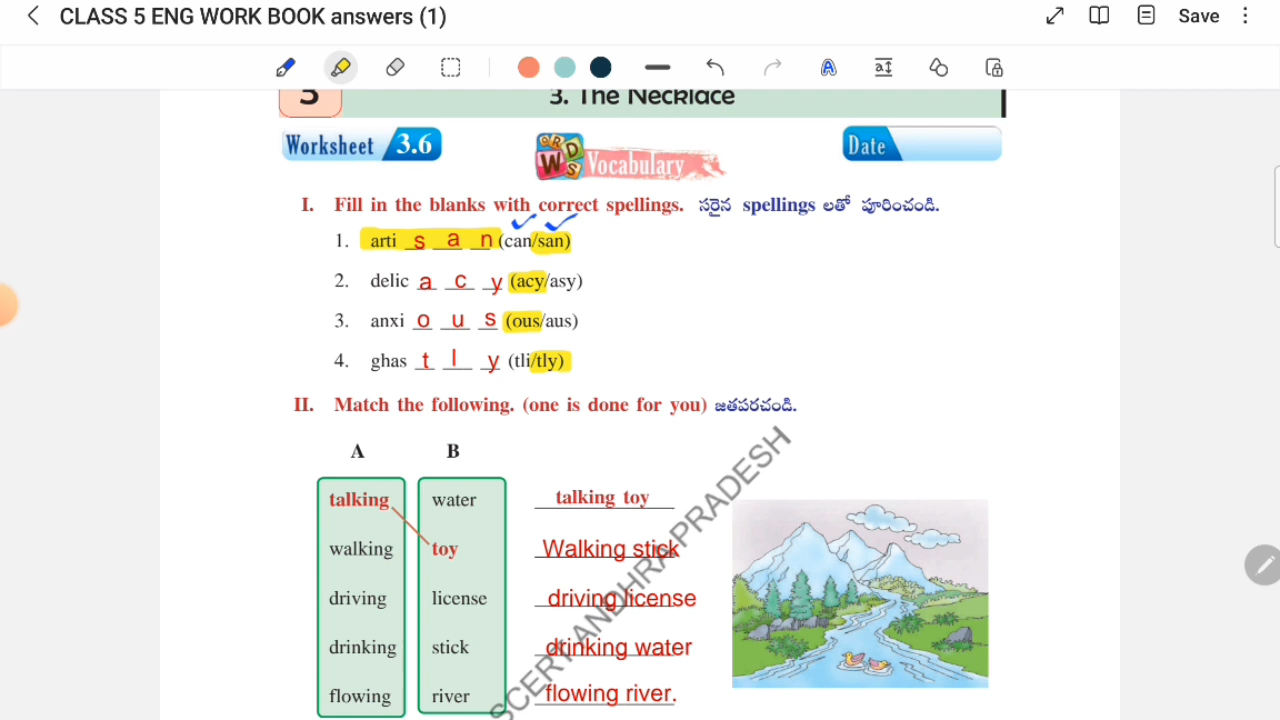 CLASS 5 ENG WORK BOOK answers (1) Save
5 3. The Necklace
Worksheet 3.6 WORDS Vocabulary Date
I. Fill in the blanks with correct spellings. సరైన spellings లతో పూరించండి.
1. arti s a n (can/san)
2. delic a c y (acy/asy)
3. anxi o u s (ous/aus)
4. ghas t l y (tli/tly)
II. Match the following. (one is done for you) జతపరచండి.
A B
talking water talking toy
walking toy Walking stick
driving license driving license
drinking stick drinking water
flowing river flowing river.
SCERT ANDHRA PRADESH